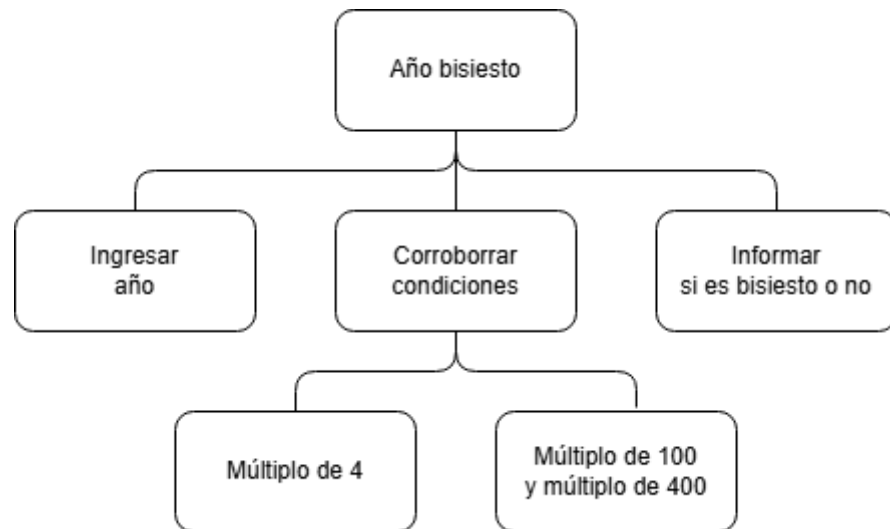 Año bisiesto
Ingresar
año
Corroborrar
condiciones
Informar
si es bisiesto o no
Múltiplo de 4
Múltiplo de 100
y múltiplo de 400